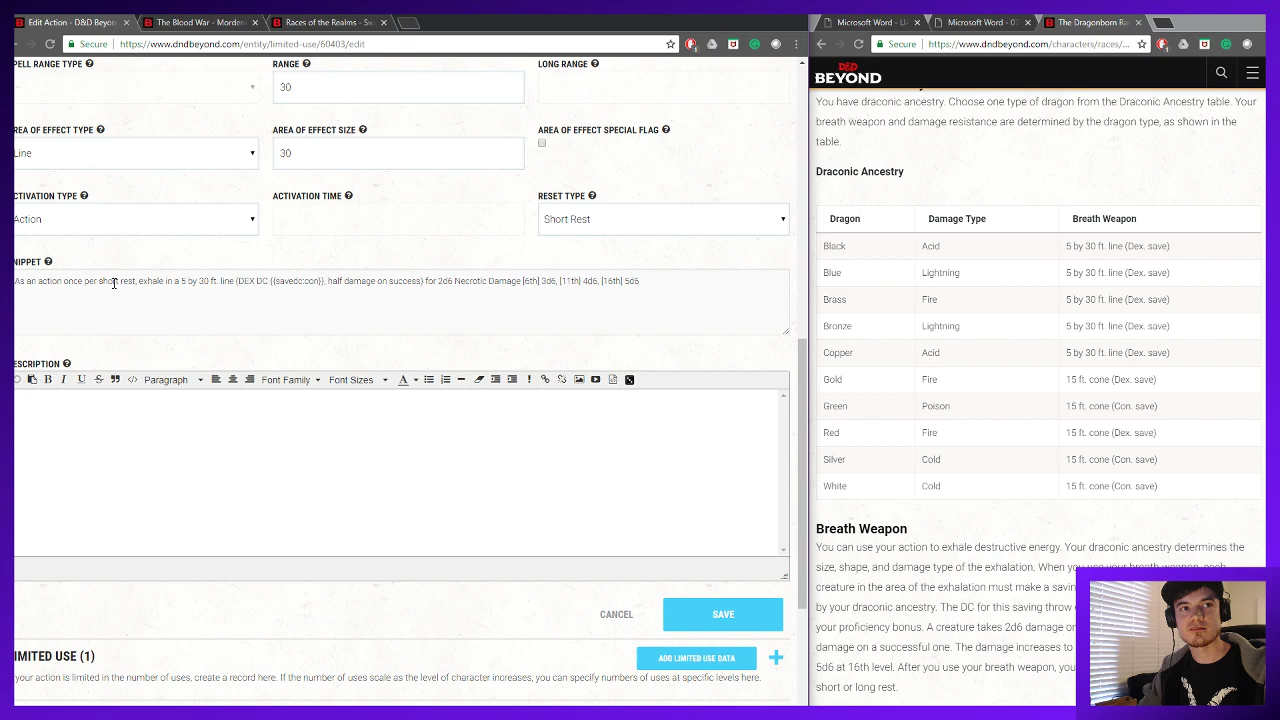 Edit Action - D&D Beyon
The Blood War - Morden
Races of the Realms - Sw
Secure
https://www.dndbeyond.com/entity/limited-use/60403/edit
PELL RANGE TYPE
RANGE
LONG RANGE
30
REA OF EFFECT TYPE
AREA OF EFFECT SIZE
AREA OF EFFECT SPECIAL FLAG
Line
30
CTIVATION TYPE
ACTIVATION TIME
RESET TYPE
Action
Short Rest
NIPPET
As an action once per short rest, exhale in a 5 by 30 ft. line (DEX DC {{savedc:con}}, half damage on success) for 2d6 Necrotic Damage [6th] 3d6, [11th] 4d6, [16th] 5d6
ESCRIPTION
Paragraph
Font Family
Font Sizes
CANCEL
SAVE
IMITED USE (1)
ADD LIMITED USE DATA
your action is limited in the number of uses, create a record here. If the number of uses
level of character increases, you can specify numbers of uses at specific levels here.
Microsoft Word - U
Microsoft Word - 07
The Dragonborn Rac
Secure
https://www.dndbeyond.com/characters/races/...
D&D
BEYOND
You have draconic ancestry. Choose one type of dragon from the Draconic Ancestry table. Your
breath weapon and damage resistance are determined by the dragon type, as shown in the
table.
Draconic Ancestry
Dragon Damage Type Breath Weapon
Black Acid 5 by 30 ft. line (Dex. save)
Blue Lightning 5 by 30 ft. line (Dex. save)
Brass Fire 5 by 30 ft. line (Dex. save)
Bronze Lightning 5 by 30 ft. line (Dex. save)
Copper Acid 5 by 30 ft. line (Dex. save)
Gold Fire 15 ft. cone (Dex. save)
Green Poison 15 ft. cone (Con. save)
Red Fire 15 ft. cone (Dex. save)
Silver Cold 15 ft. cone (Con. save)
White Cold 15 ft. cone (Con. save)
Breath Weapon
You can use your action to exhale destructive energy. Your draconic ancestry determines the
size, shape, and damage type of the exhalation. When you use your breath weapon, each
creature in the area of the exhalation must make a savin
by your draconic ancestry. The DC for this saving throw e
your proficiency bonus. A creature takes 2d6 damage on
damage on a successful one. The damage increases to
5d6 at 16th level. After you use your breath weapon, you
short or long rest.